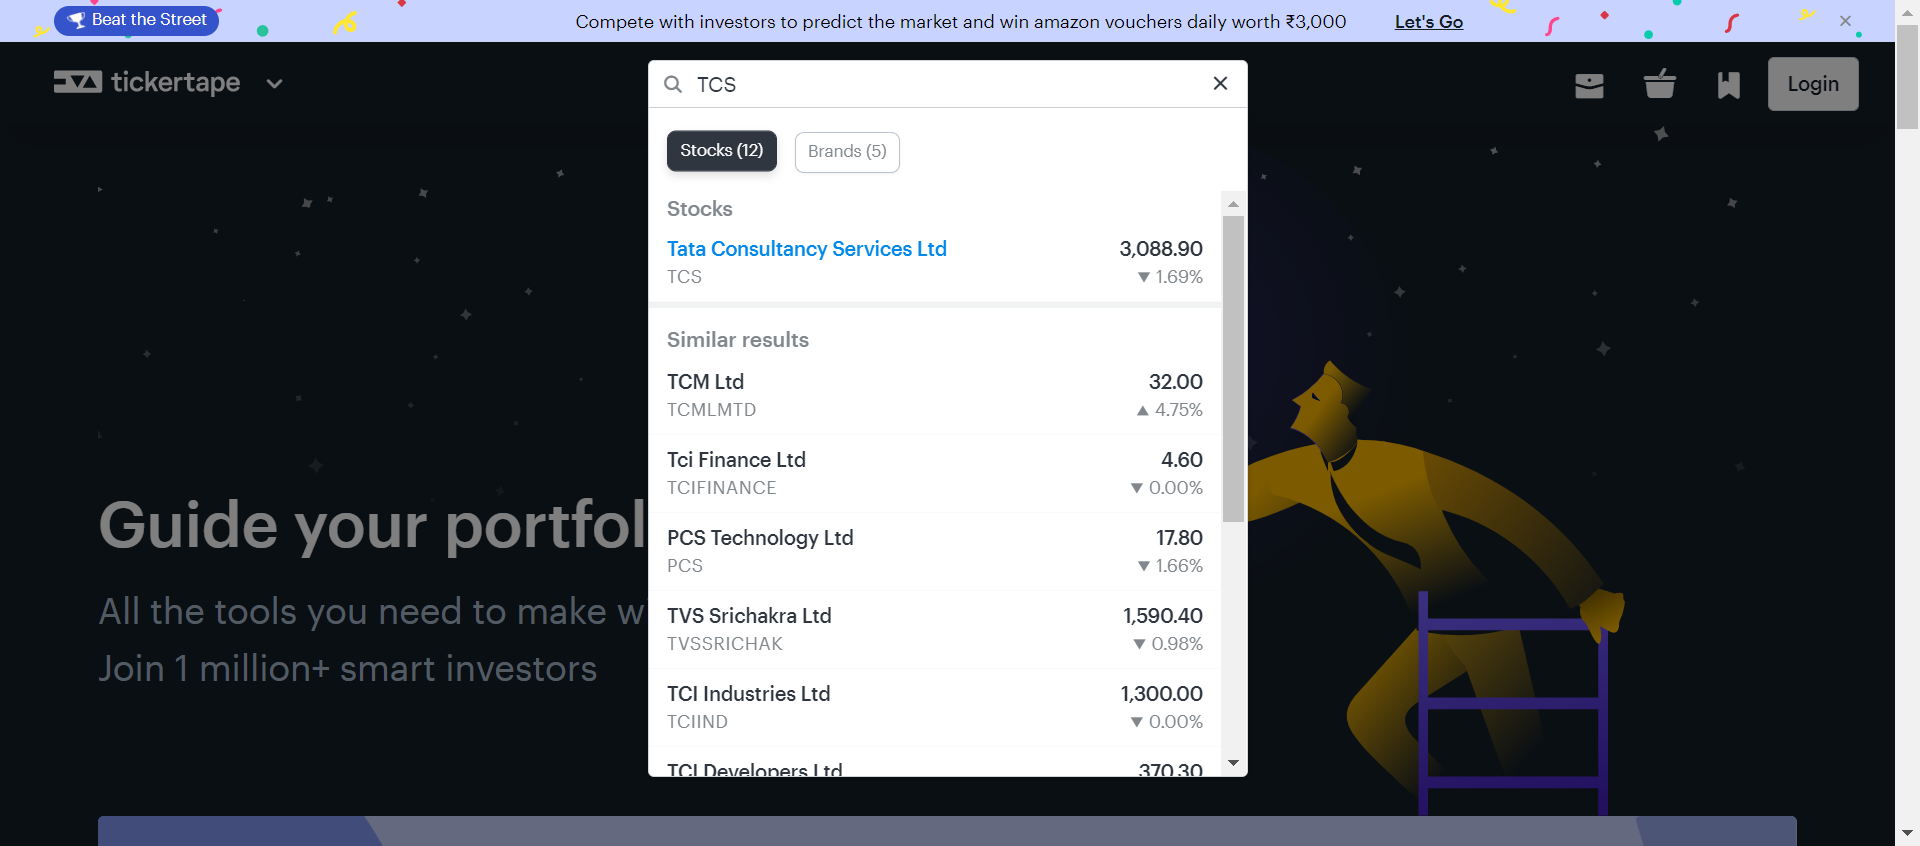 Beat the Street
Compete with investors to predict the market and win amazon vouchers daily worth ₹3,000
Let's Go
tickertape
TCS
Login
Stocks (12)
Brands (5)
Stocks
Tata Consultancy Services Ltd
3,088.90
TCS
▼ 1.69%
Similar results
TCM Ltd
32.00
TCMLMTD
▲ 4.75%
Tci Finance Ltd
4.60
TCIFINANCE
▼ 0.00%
PCS Technology Ltd
17.80
PCS
▼ 1.66%
TVS Srichakra Ltd
1,590.40
TVSSRICHAK
▼ 0.98%
TCI Industries Ltd
1,300.00
TCIIND
▼ 0.00%
TCI Developers Ltd
370.30
Guide your portfol
All the tools you need to make w
Join 1 million+ smart investors